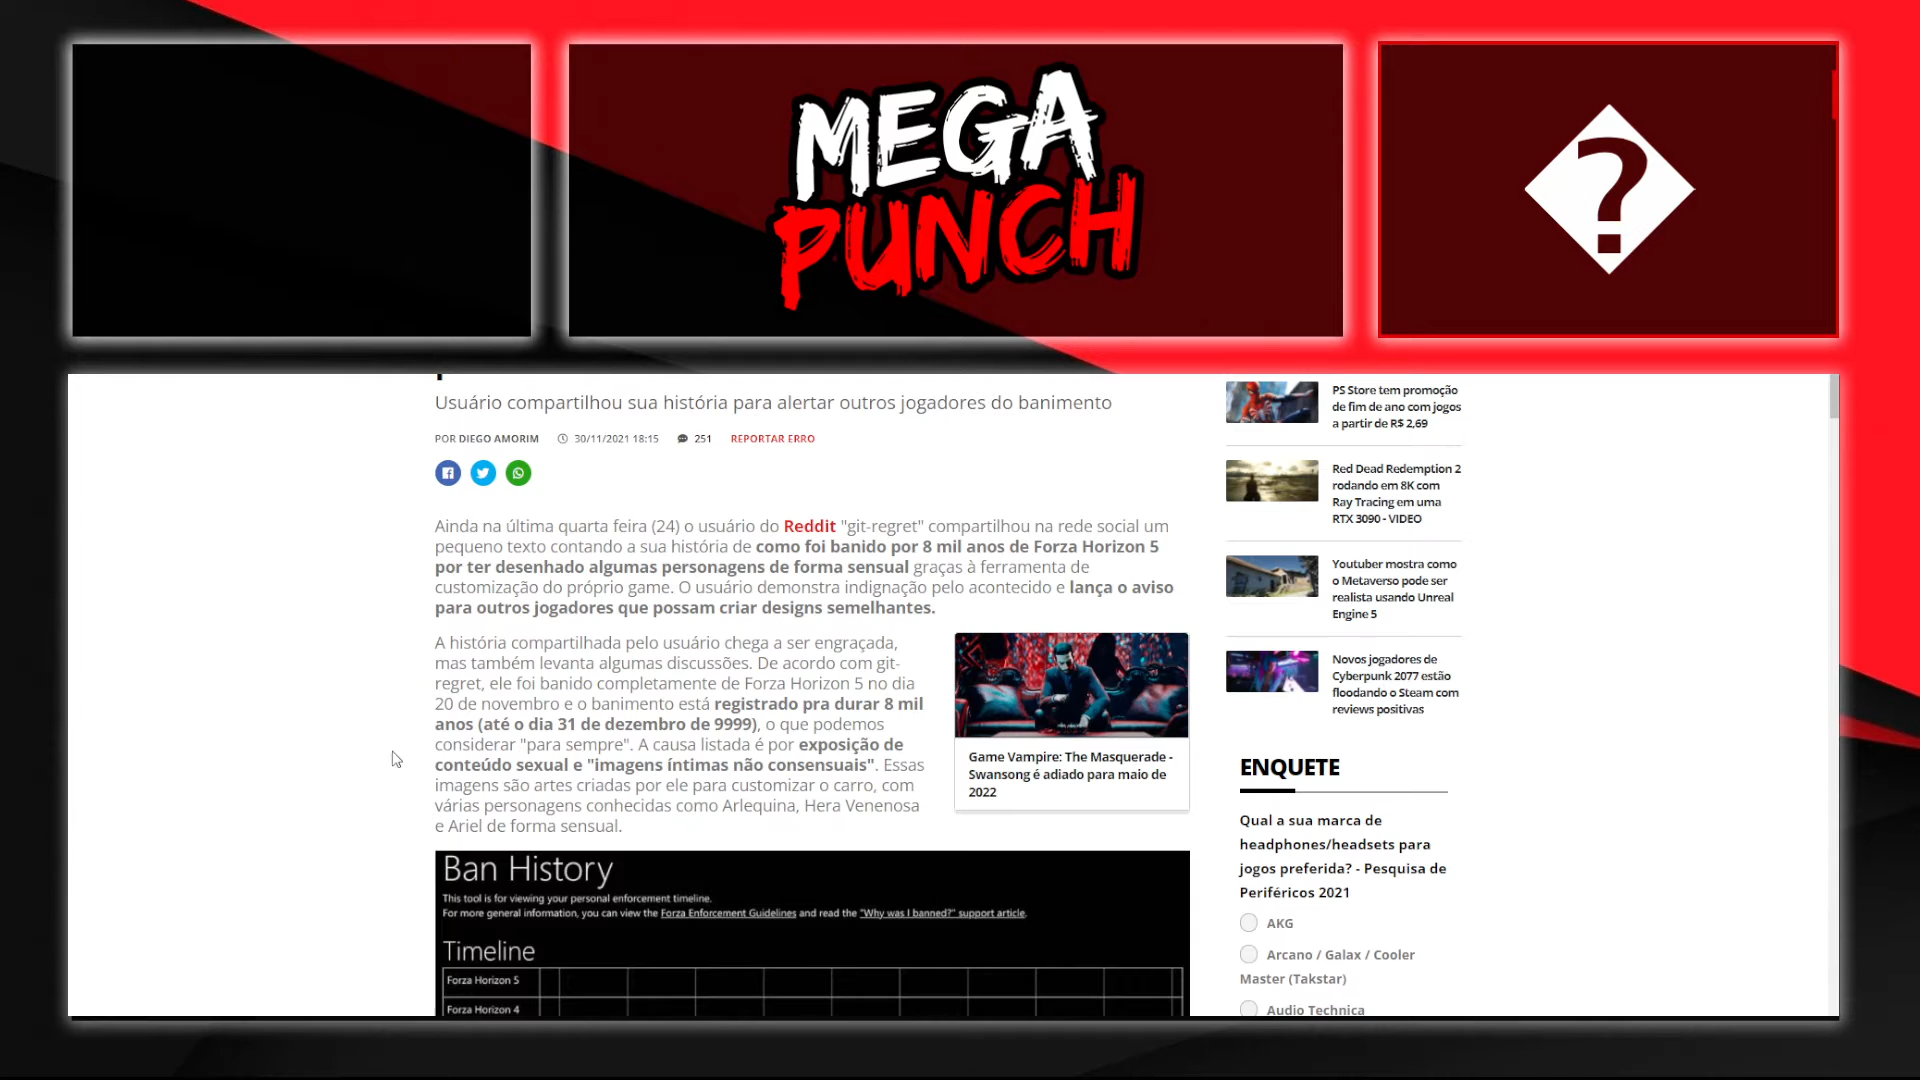 MEGA
PUNCH
?
Usuário compartilhou sua história para alertar outros jogadores do banimento
POR DIEGO AMORIM 30/11/2021 18:15 251 REPORTAR ERRO
Ainda na última quarta feira (24) o usuário do Reddit "git-regret" compartilhou na rede social um
pequeno texto contando a sua história de como foi banido por 8 mil anos de Forza Horizon 5
por ter desenhado algumas personagens de forma sensual graças à ferramenta de
customização do próprio game. O usuário demonstra indignação pelo acontecido e lança o aviso
para outros jogadores que possam criar designs semelhantes.
A história compartilhada pelo usuário chega a ser engraçada,
mas também levanta algumas discussões. De acordo com git-
regret, ele foi banido completamente de Forza Horizon 5 no dia
20 de novembro e o banimento está registrado pra durar 8 mil
anos (até o dia 31 de dezembro de 9999), o que podemos
considerar "para sempre". A causa listada é por exposição de
conteúdo sexual e "imagens íntimas não consensuais". Essas
imagens são artes criadas por ele para customizar o carro, com
várias personagens conhecidas como Arlequina, Hera Venenosa
e Ariel de forma sensual.
Game Vampire: The Masquerade -
Swansong é adiado para maio de
2022
Ban History
This tool is for viewing your personal enforcement timeline.
For more general information, you can view the Forza Enforcement Guidelines and read the "Why was I banned?" support article.
Timeline
Forza Horizon 5
Forza Horizon 4
PS Store tem promoção
de fim de ano com jogos
a partir de R$ 2,69
Red Dead Redemption 2
rodando em 8K com
Ray Tracing em uma
RTX 3090 - VIDEO
Youtuber mostra como
o Metaverso pode ser
realista usando Unreal
Engine 5
Novos jogadores de
Cyberpunk 2077 estão
floodando o Steam com
reviews positivas
ENQUETE
Qual a sua marca de
headphones/headsets para
jogos preferida? - Pesquisa de
Periféricos 2021
AKG
Arcano / Galax / Cooler
Master (Takstar)
Audio Technica